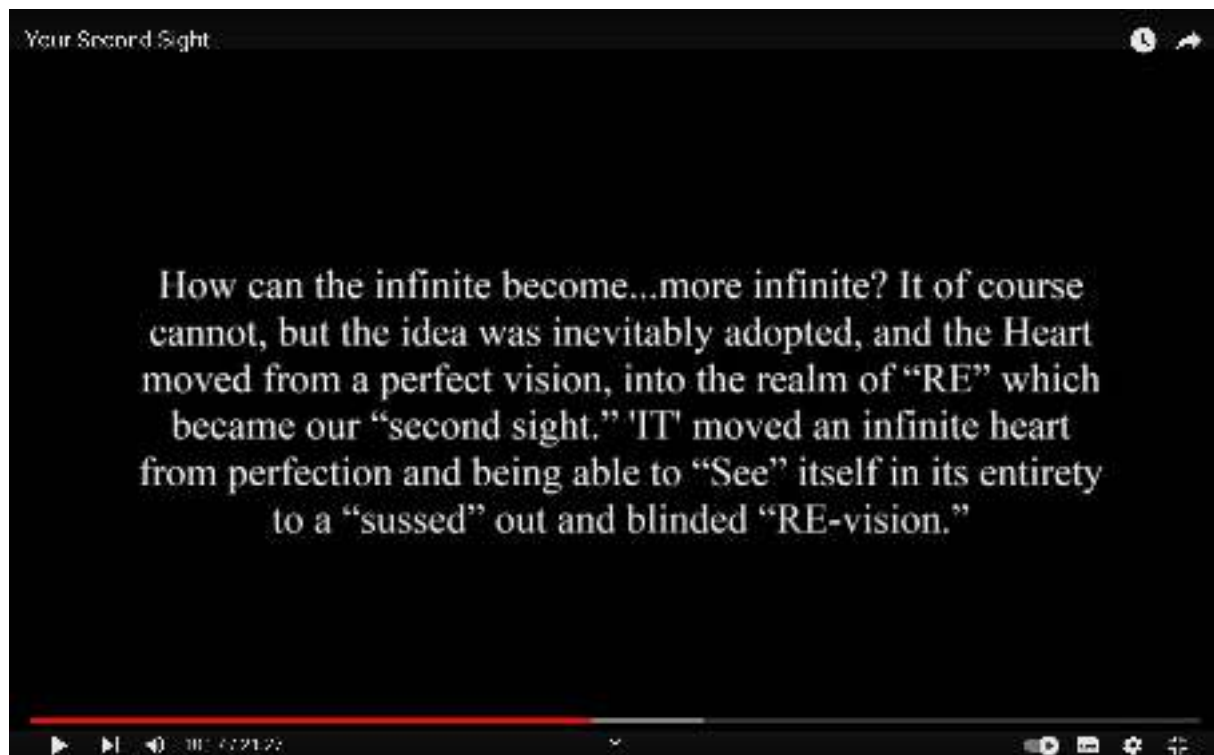 Your Second Sight
How can the infinite become...more infinite? It of course
cannot, but the idea was inevitably adopted, and the Heart
moved from a perfect vision, into the realm of “RE” which
became our “second sight.” 'IT' moved an infinite heart
from perfection and being able to “See” itself in its entirety
to a “sussed” out and blinded “RE-vision.”